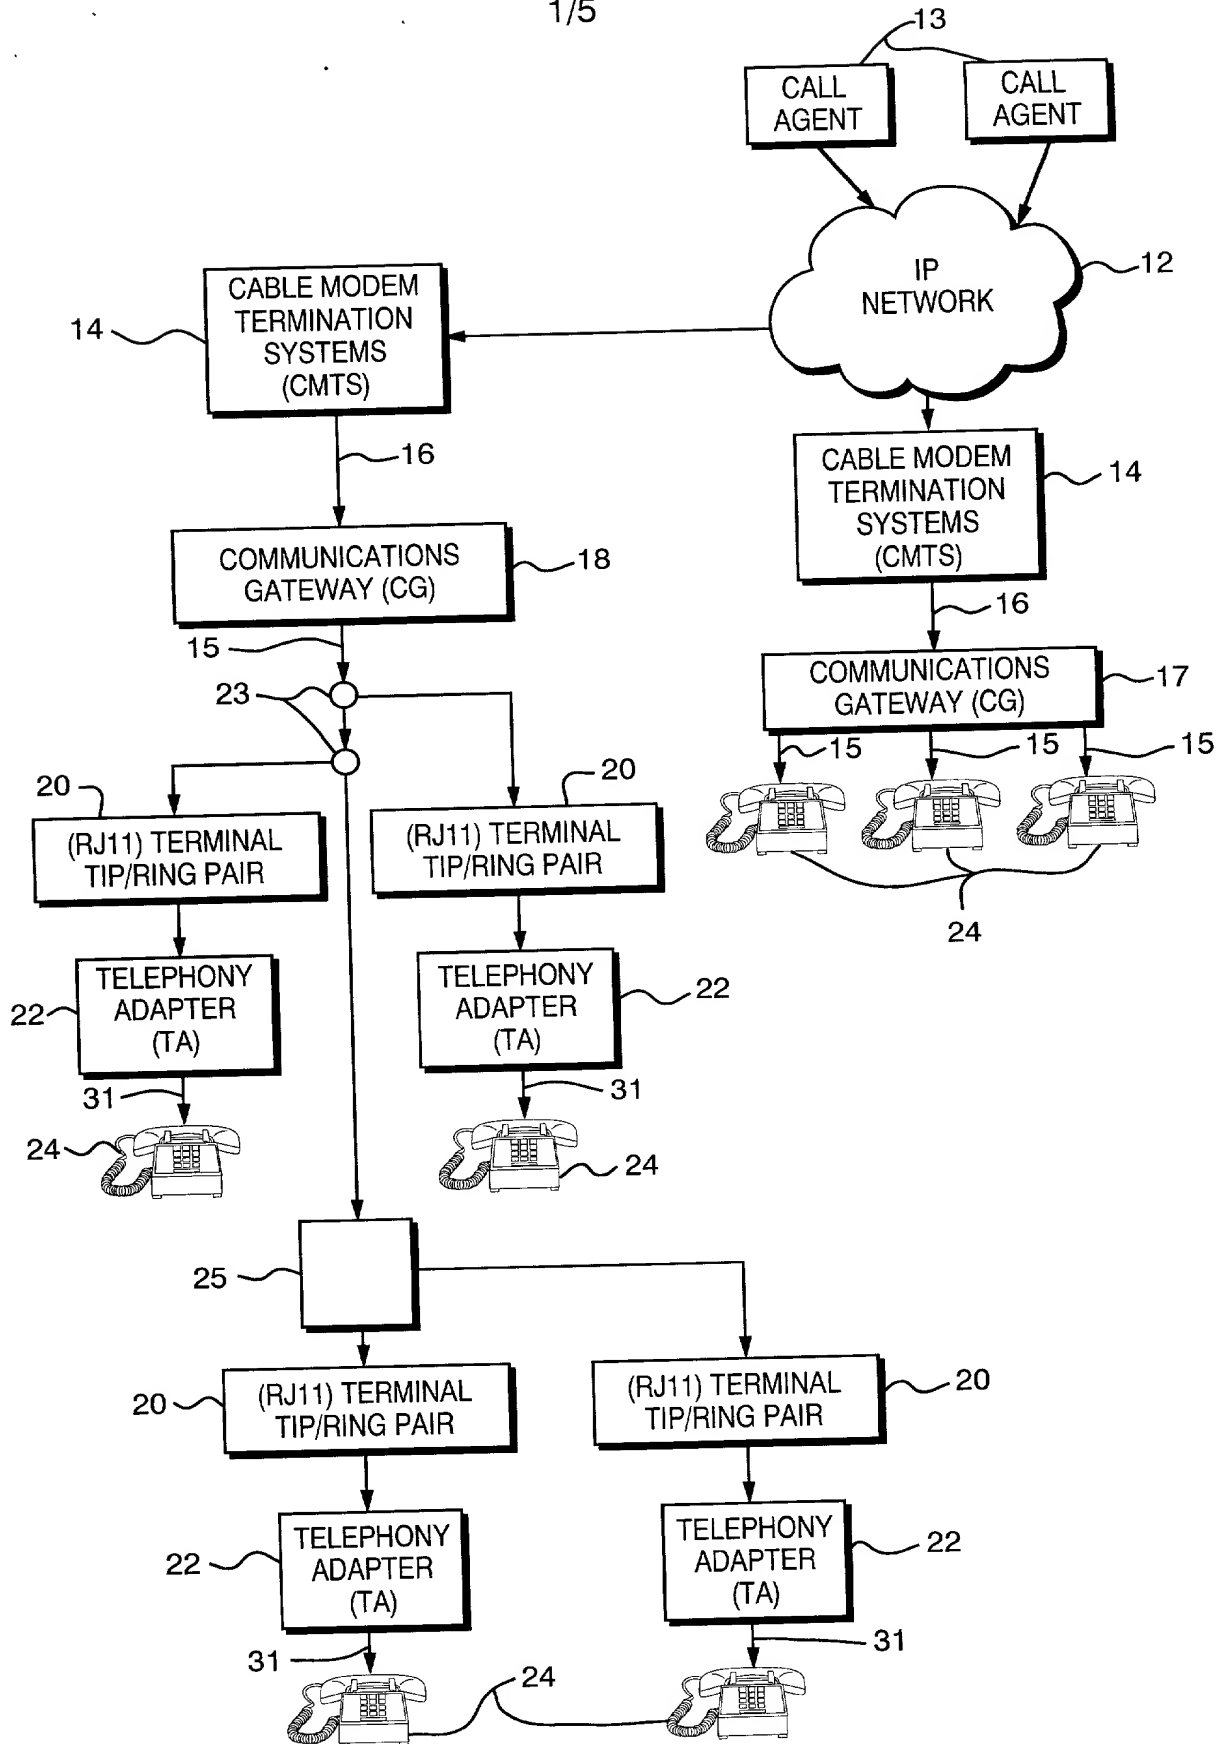 1/5
13
CALL
AGENT
CALL
AGENT
IP
NETWORK
12
CABLE MODEM
TERMINATION
SYSTEMS
(CMTS)
14
16
CABLE MODEM
TERMINATION
SYSTEMS
(CMTS)
14
COMMUNICATIONS
GATEWAY (CG)
18
16
15
COMMUNICATIONS
GATEWAY (CG)
17
23
15
15
15
20
(RJ11) TERMINAL
TIP/RING PAIR
20
(RJ11) TERMINAL
TIP/RING PAIR
24
TELEPHONY
ADAPTER
(TA)
22
TELEPHONY
ADAPTER
(TA)
22
31
31
24
24
25
20
(RJ11) TERMINAL
TIP/RING PAIR
(RJ11) TERMINAL
TIP/RING PAIR
20
22
TELEPHONY
ADAPTER
(TA)
TELEPHONY
ADAPTER
(TA)
22
31
31
24